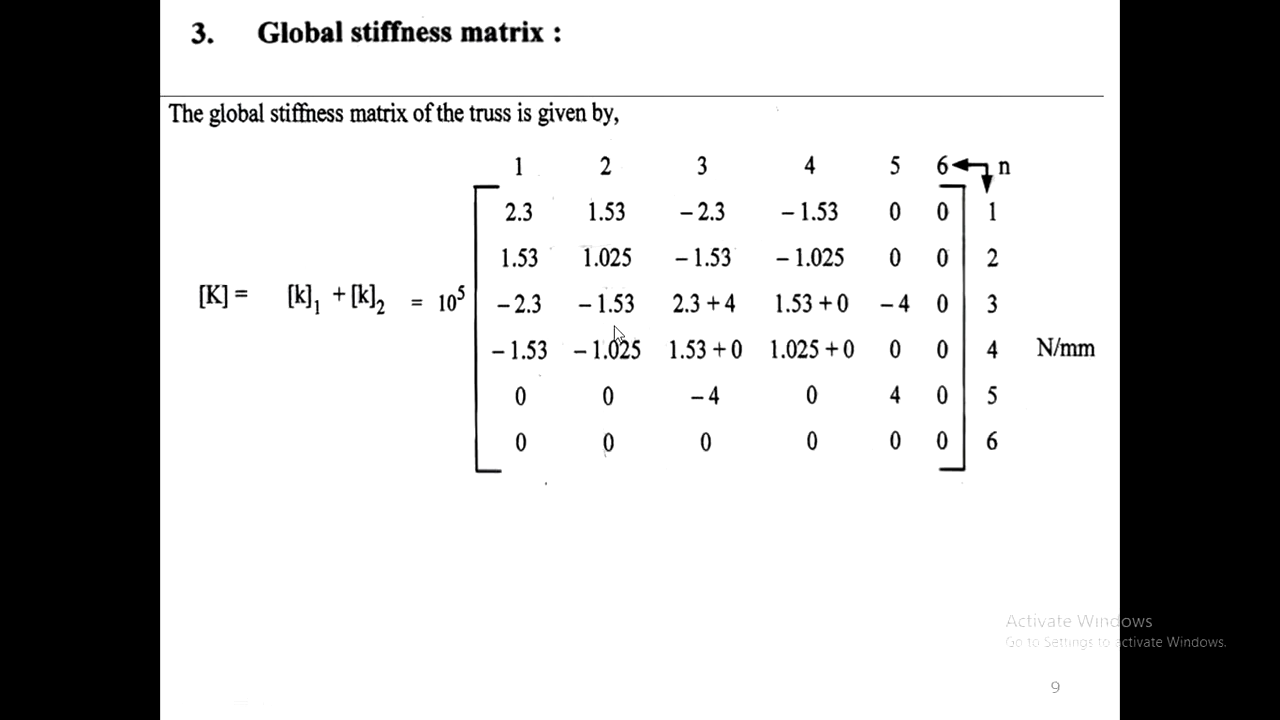 3. Global stiffness matrix :
The global stiffness matrix of the truss is given by,
1 2 3 4 5 6 n
2.3 1.53 – 2.3 – 1.53 0 0 1
1.53 1.025 – 1.53 – 1.025 0 0 2
[K] = [k]₁ + [k]₂ = 10⁵ – 2.3 – 1.53 2.3 + 4 1.53 + 0 – 4 0 3
– 1.53 – 1.025 1.53 + 0 1.025 + 0 0 0 4 N/mm
0 0 – 4 0 4 0 5
0 0 0 0 0 0 6
Activate Windows
Go to Settings to activate Windows.
9